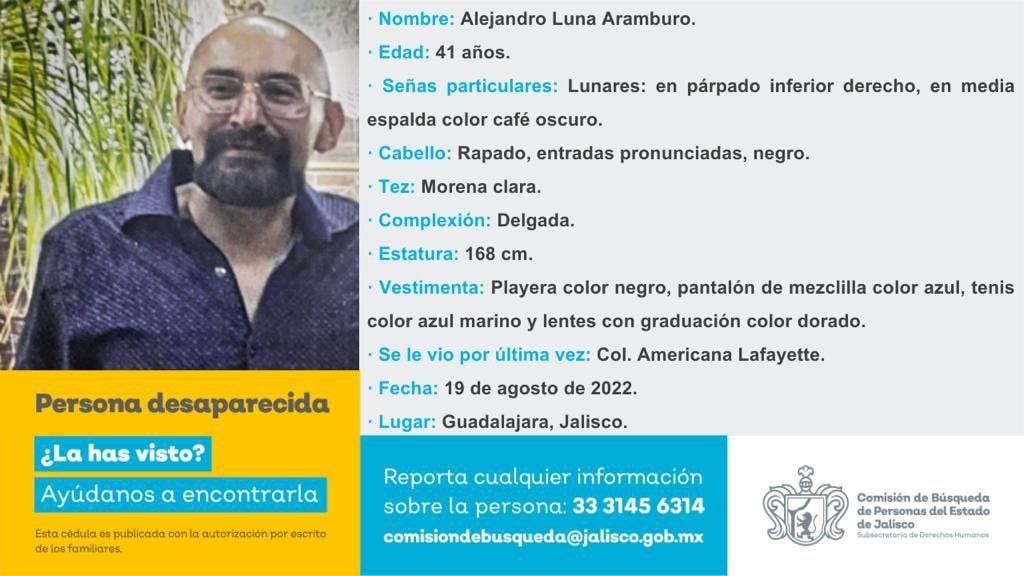 · Nombre: Alejandro Luna Aramburo.
· Edad: 41 años.
· Señas particulares: Lunares: en párpado inferior derecho, en media
espalda color café oscuro.
· Cabello: Rapado, entradas pronunciadas, negro.
· Tez: Morena clara.
· Complexión: Delgada.
· Estatura: 168 cm.
· Vestimenta: Playera color negro, pantalón de mezclilla color azul, tenis
color azul marino y lentes con graduación color dorado.
· Se le vio por última vez: Col. Americana Lafayette.
· Fecha: 19 de agosto de 2022.
· Lugar: Guadalajara, Jalisco.
Persona desaparecida
¿La has visto?
Ayúdanos a encontrarla
Esta cédula es publicada con la autorización por escrito
de los familiares.
Reporta cualquier información
sobre la persona: 33 3145 6314
comisiondebusqueda@jalisco.gob.mx
Comisión de Búsqueda
de Personas del Estado
de Jalisco
Subsecretaría de Derechos Humanos